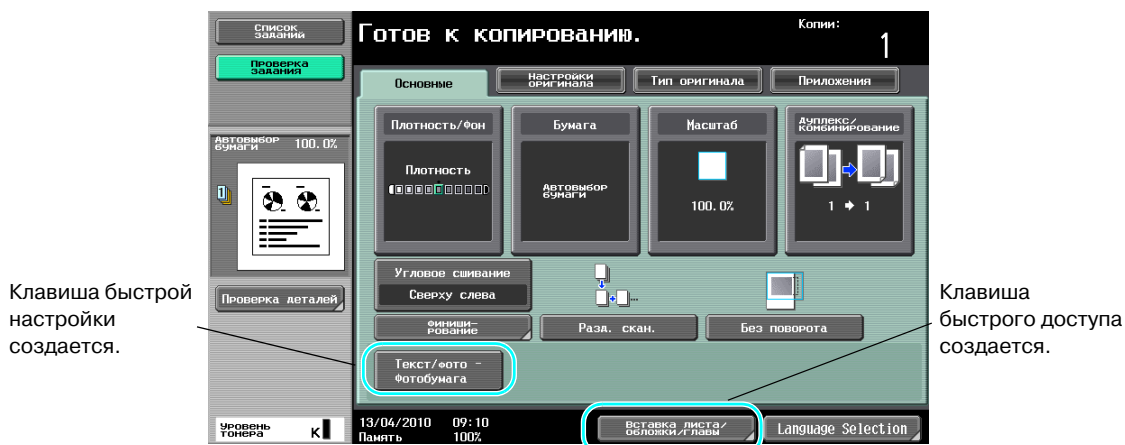 Список
заданий
Готов к копированию.
Копии:
1
Проверка
задания
Основные
Настройки
оригинала
Тип оригинала
Приложения
Автовыбор
бумаги
100.0%
1
Плотность/Фон
Плотность
Бумага
Автовыбор
бумаги
Масштаб
100.0%
Дуплекс/
комбинирование
1 → 1
Угловое сшивание
Сверху слева
Проверка деталей
Финиши-
рование
Разд. скан.
Без поворота
Текст/фото -
Фотобумага
Клавиша быстрой
настройки
создается.
Клавиша
быстрого доступа
создается.
Уровень
тонера
K
13/04/2010 09:10
Память 100%
Вставка листа/
обложки/главы
Language Selection